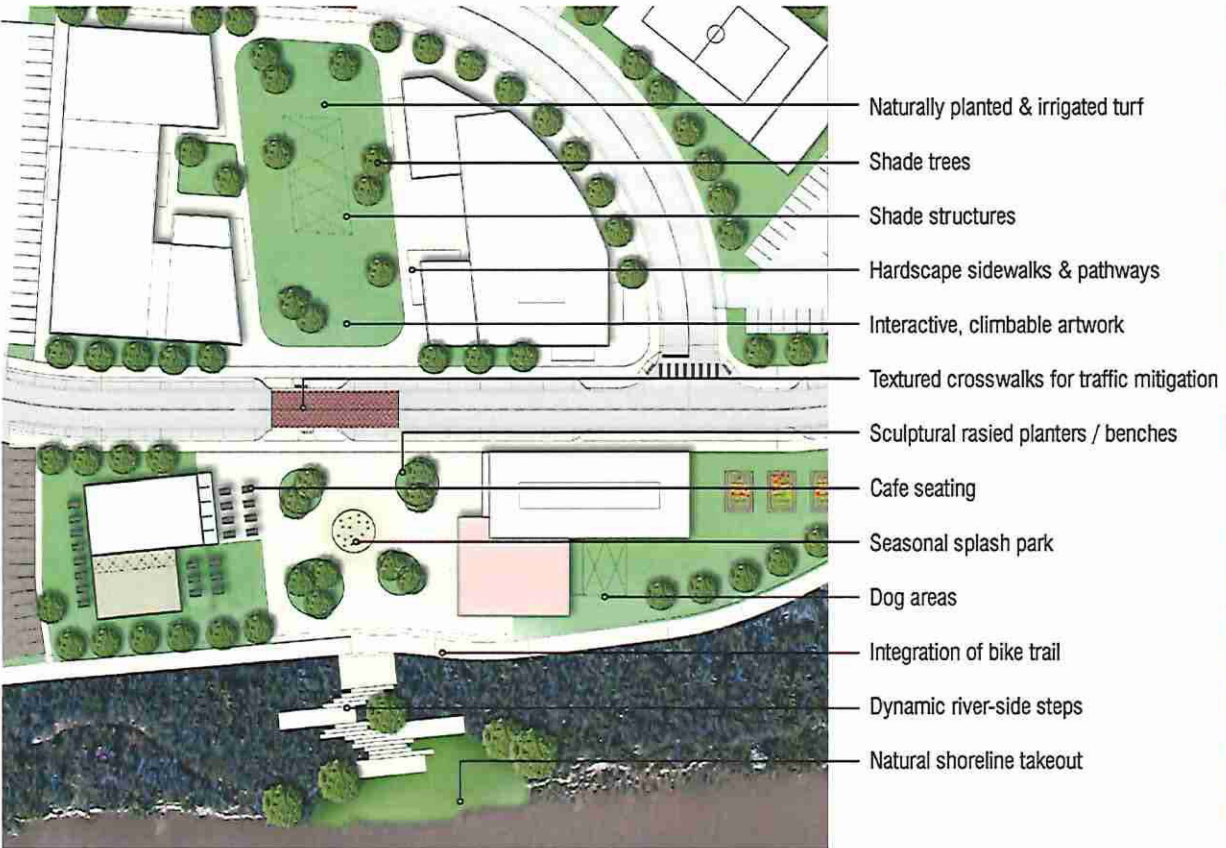 Naturally planted & irrigated turf
Shade trees
Shade structures
Hardscape sidewalks & pathways
Interactive, climbable artwork
Textured crosswalks for traffic mitigation
Sculptural rasied planters / benches
Cafe seating
Seasonal splash park
Dog areas
Integration of bike trail
Dynamic river-side steps
Natural shoreline takeout